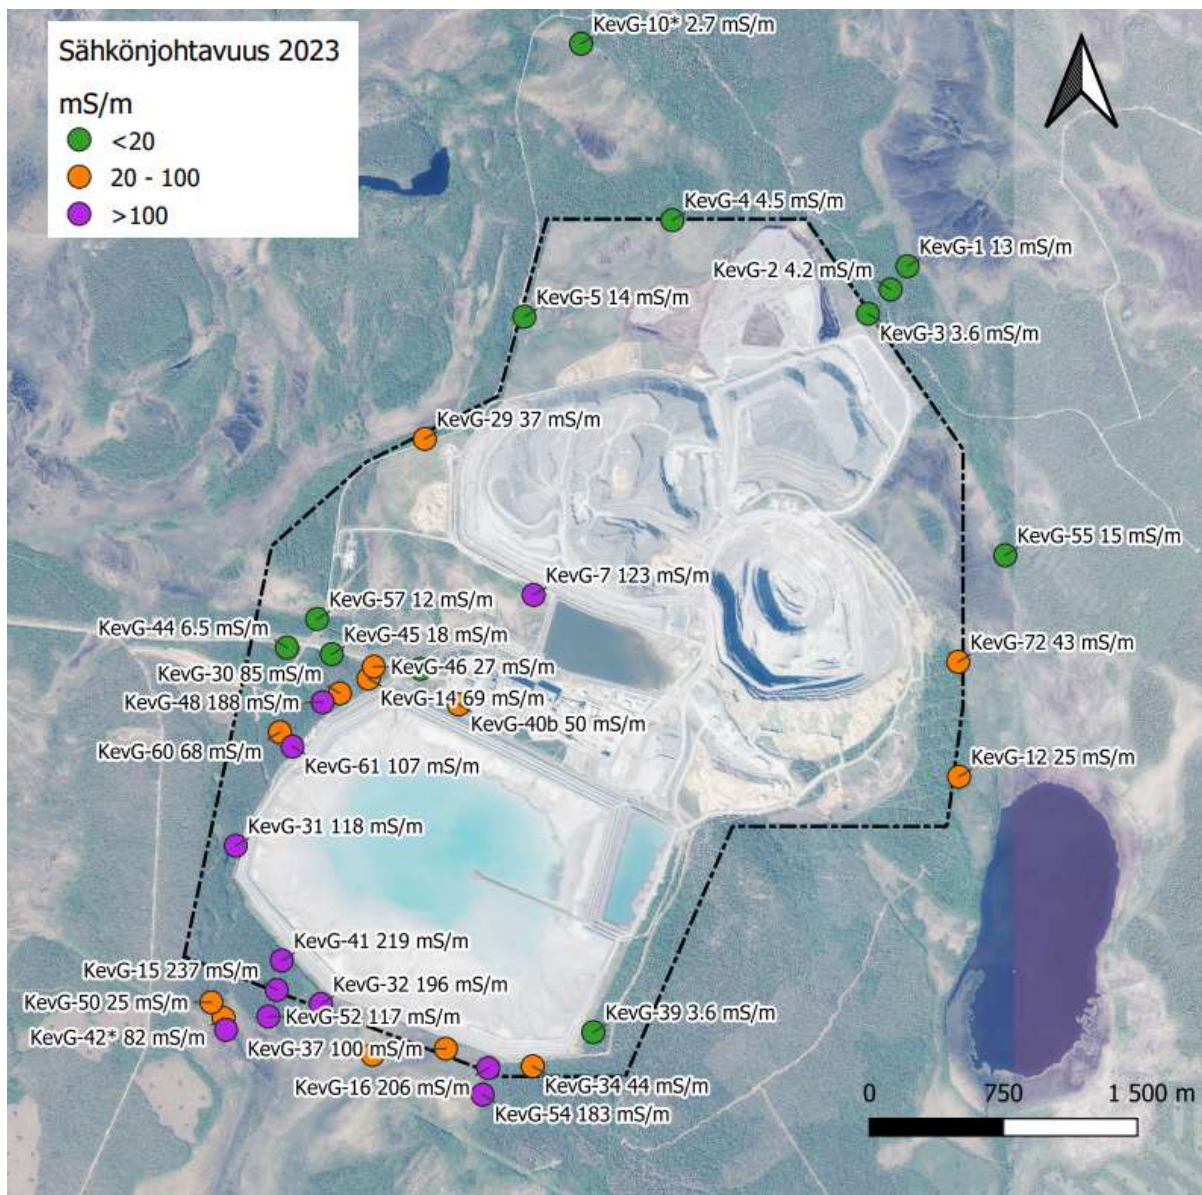 Sähkönjohtavuus 2023
mS/m
<20
20 - 100
>100
KevG-10* 2.7 mS/m
KevG-4 4.5 mS/m
KevG-1 13 mS/m
KevG-2 4.2 mS/m
KevG-5 14 mS/m
KevG-3 3.6 mS/m
KevG-29 37 mS/m
KevG-55 15 mS/m
KevG-7 123 mS/m
KevG-57 12 mS/m
KevG-44 6.5 mS/m
KevG-45 18 mS/m
KevG-72 43 mS/m
KevG-46 27 mS/m
KevG-30 85 mS/m
KevG-14 69 mS/m
KevG-48 188 mS/m
KevG-40b 50 mS/m
KevG-60 68 mS/m
KevG-12 25 mS/m
KevG-61 107 mS/m
KevG-31 118 mS/m
KevG-41 219 mS/m
KevG-15 237 mS/m
KevG-32 196 mS/m
KevG-50 25 mS/m
KevG-39 3.6 mS/m
KevG-52 117 mS/m
KevG-42* 82 mS/m
KevG-37 100 mS/m
KevG-16 206 mS/m
KevG-34 44 mS/m
KevG-54 183 mS/m
0 750 1 500 m